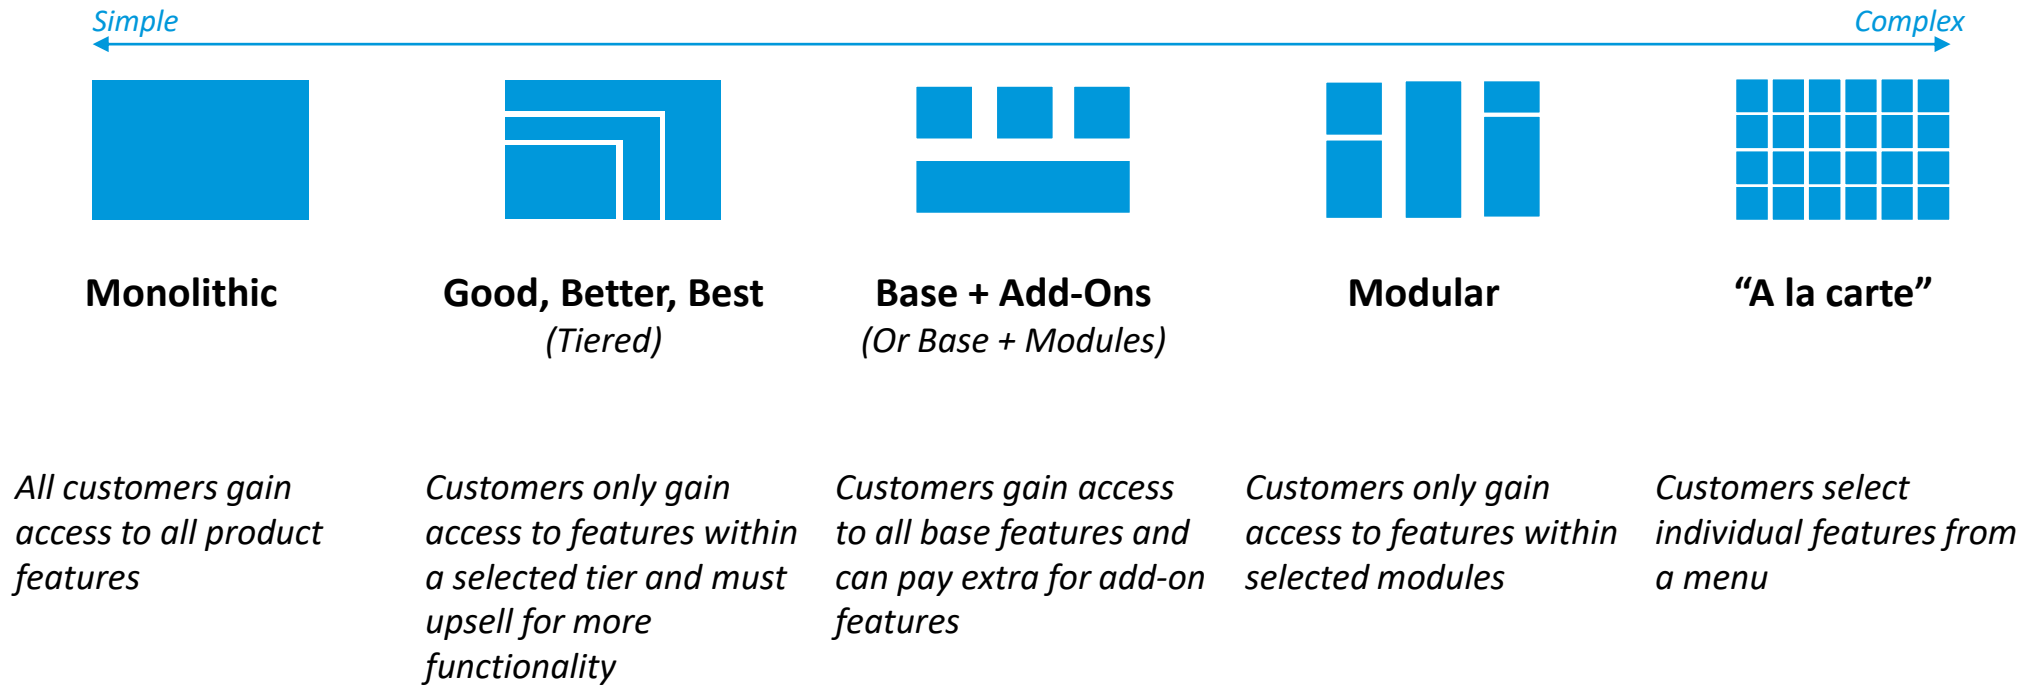 Simple
Complex
Monolithic
Good, Better, Best
(Tiered)
Base + Add-Ons
(Or Base + Modules)
Modular
“A la carte”
All customers gain
access to all product
features
Customers only gain
access to features within
a selected tier and must
upsell for more
functionality
Customers gain access
to all base features and
can pay extra for add-on
features
Customers only gain
access to features within
selected modules
Customers select
individual features from
a menu